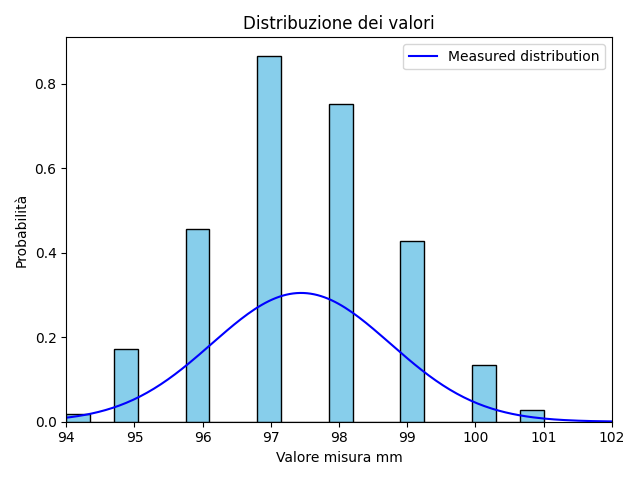 Distribuzione dei valori
Measured distribution
Probabilità
0.8
0.6
0.4
0.2
0.0
94 95 96 97 98 99 100 101 102
Valore misura mm